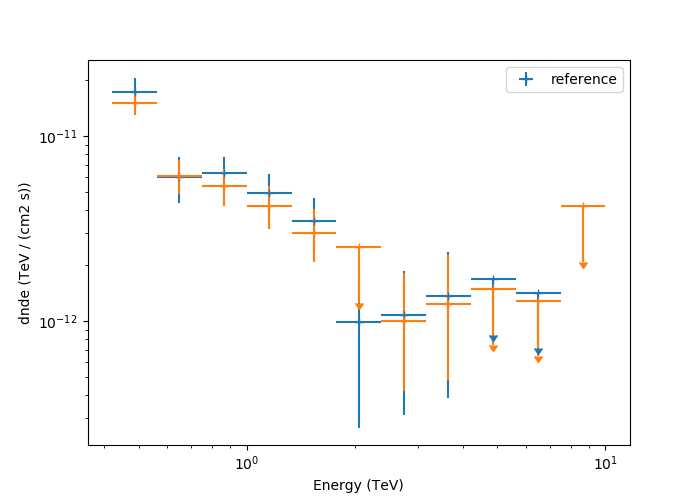 reference
10⁻¹¹
10⁻¹²
dnde (TeV / (cm2 s))
10⁰
10¹
Energy (TeV)